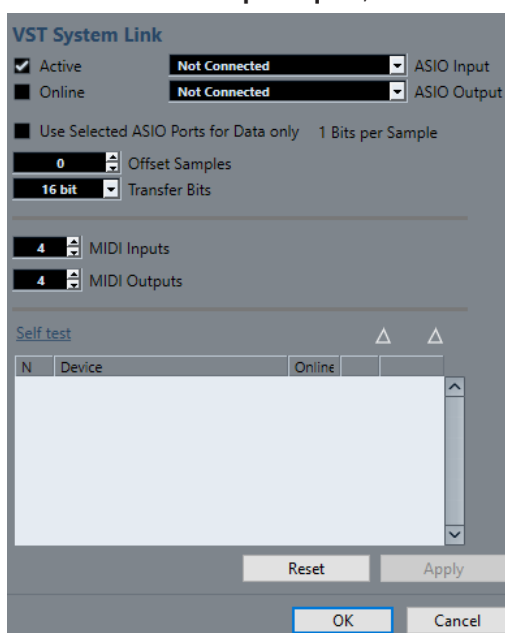 VST System Link
Active Not Connected ASIO Input
Online Not Connected ASIO Output
Use Selected ASIO Ports for Data only 1 Bits per Sample
0 Offset Samples
16 bit Transfer Bits
4 MIDI Inputs
4 MIDI Outputs
Self test
N Device Online
Reset Apply
OK Cancel